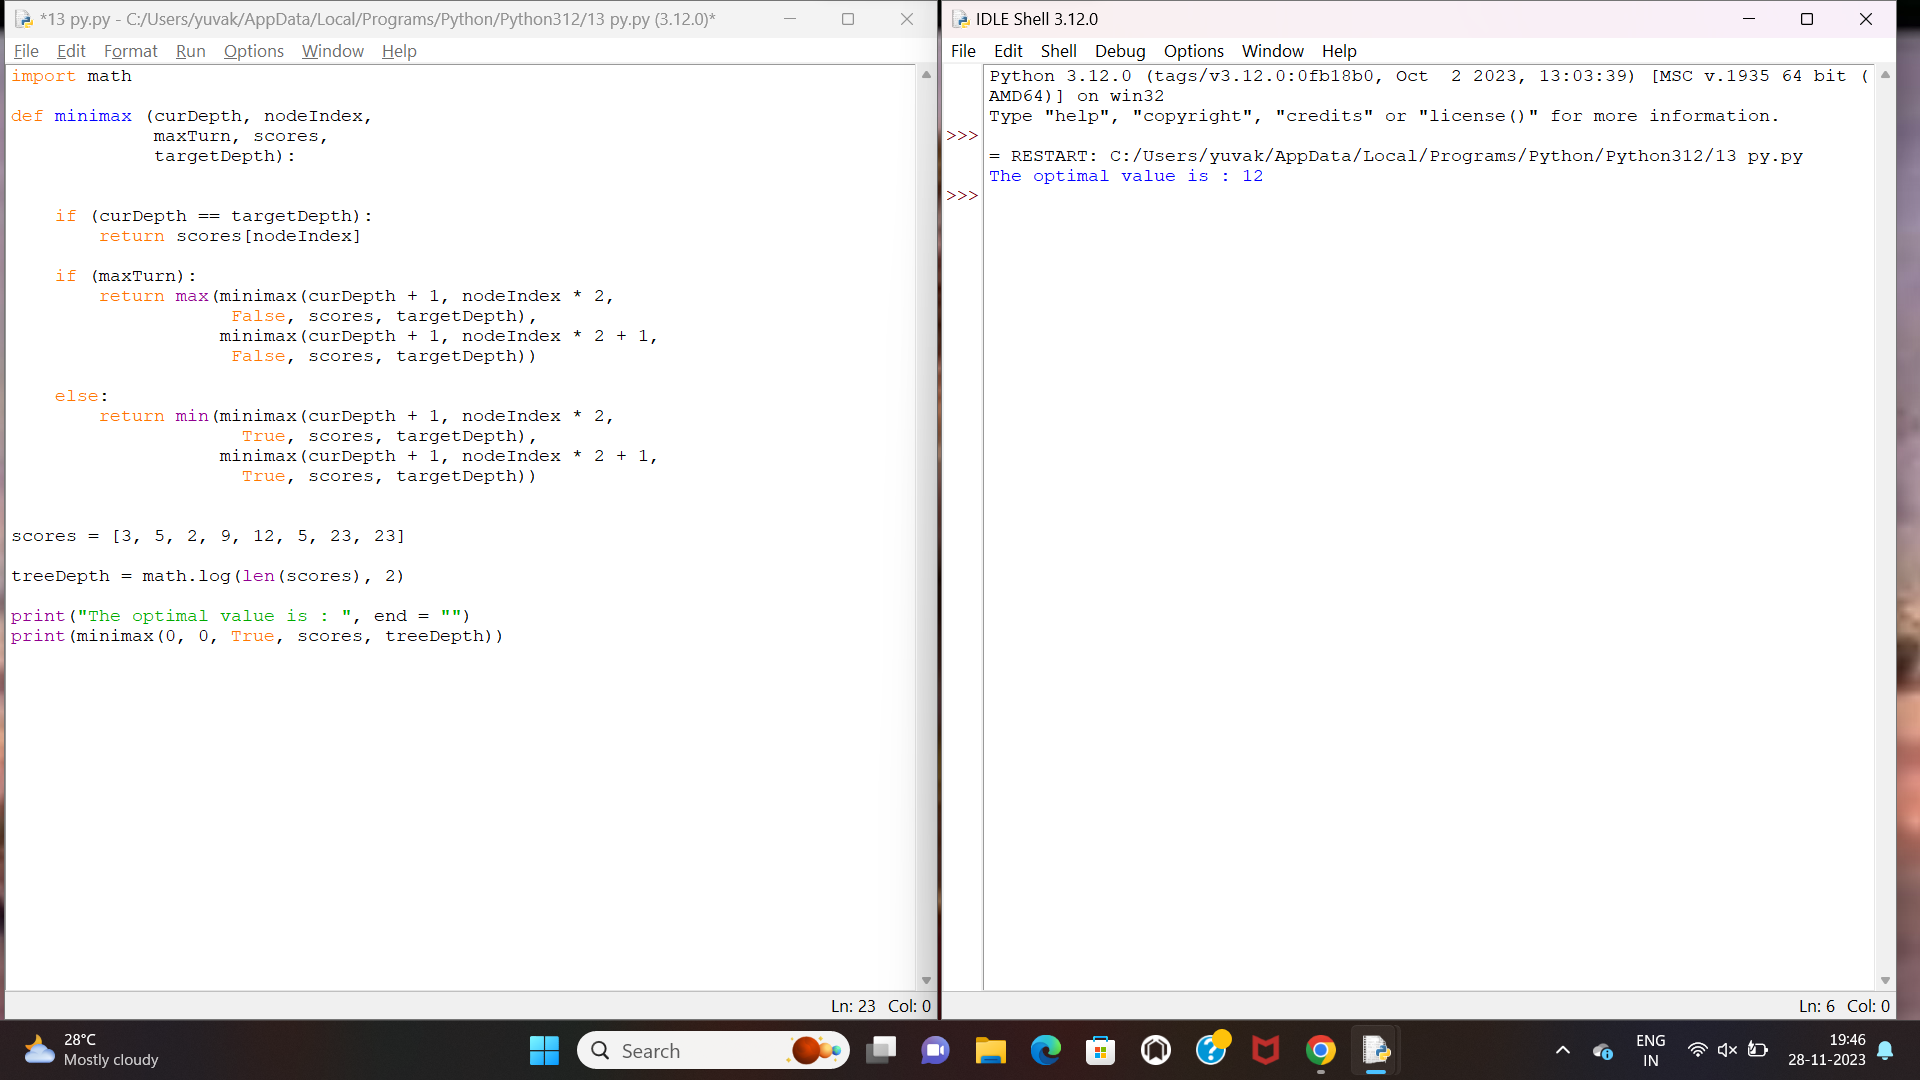 *13 py.py - C:/Users/yuvak/AppData/Local/Programs/Python/Python312/13 py.py (3.12.0)*
File Edit Format Run Options Window Help
import math
def minimax (curDepth, nodeIndex,
maxTurn, scores,
targetDepth):
if (curDepth == targetDepth):
return scores[nodeIndex]
if (maxTurn):
return max(minimax(curDepth + 1, nodeIndex * 2,
False, scores, targetDepth),
minimax(curDepth + 1, nodeIndex * 2 + 1,
False, scores, targetDepth))
else:
return min(minimax(curDepth + 1, nodeIndex * 2,
True, scores, targetDepth),
minimax(curDepth + 1, nodeIndex * 2 + 1,
True, scores, targetDepth))
scores = [3, 5, 2, 9, 12, 5, 23, 23]
treeDepth = math.log(len(scores), 2)
print("The optimal value is : ", end = "")
print(minimax(0, 0, True, scores, treeDepth))
Ln: 23 Col: 0
IDLE Shell 3.12.0
File Edit Shell Debug Options Window Help
Python 3.12.0 (tags/v3.12.0:0fb18b0, Oct  2 2023, 13:03:39) [MSC v.1935 64 bit (
AMD64)] on win32
Type "help", "copyright", "credits" or "license()" for more information.
>>>
= RESTART: C:/Users/yuvak/AppData/Local/Programs/Python/Python312/13 py.py
The optimal value is : 12
>>>
Ln: 6 Col: 0
28°C
Mostly cloudy
Search
ENG
IN
19:46
28-11-2023